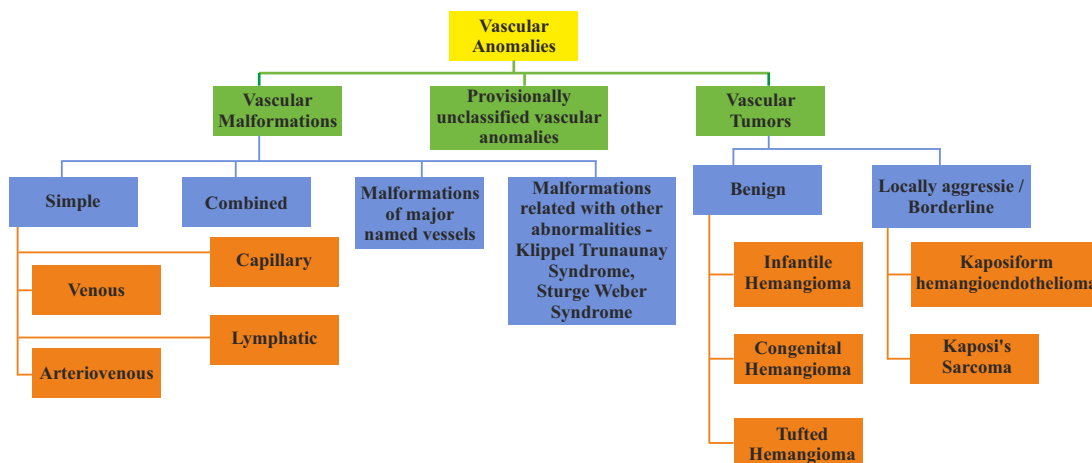 Vascular
Anomalies
Vascular
Malformations
Provisionally
unclassified vascular
anomalies
Vascular
Tumors
Simple
Combined
Malformations
of major
named vessels
Malformations
related with other
abnormalities -
Klippel Trunaunay
Syndrome,
Sturge Weber
Syndrome
Benign
Locally aggressie /
Borderline
Capillary
Venous
Lymphatic
Arteriovenous
Infantile
Hemangioma
Congenital
Hemangioma
Tufted
Hemangioma
Kaposiform
hemangioendothelioma
Kaposi's
Sarcoma